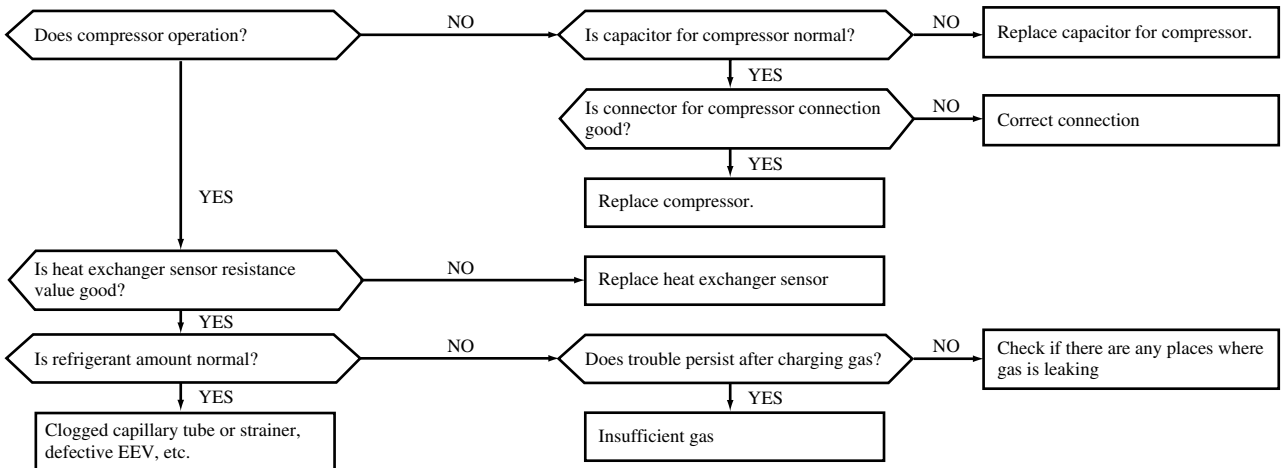 Does compressor operation?
NO
Is capacitor for compressor normal?
NO
Replace capacitor for compressor.
YES
Is connector for compressor connection
good?
NO
Correct connection
YES
Replace compressor.
YES
Is heat exchanger sensor resistance
value good?
NO
Replace heat exchanger sensor
YES
Is refrigerant amount normal?
NO
Does trouble persist after charging gas?
NO
Check if there are any places where
gas is leaking
YES
Clogged capillary tube or strainer,
defective EEV, etc.
YES
Insufficient gas